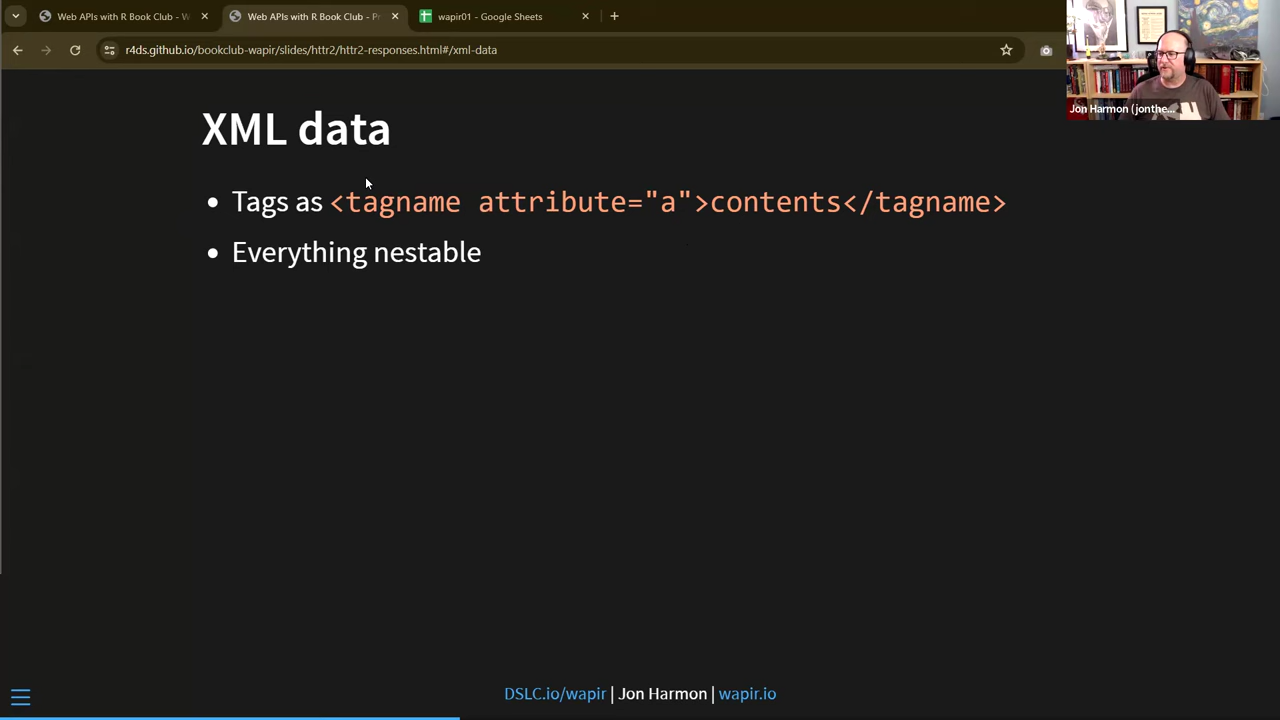 Web APIs with R Book Club - W
Web APIs with R Book Club - Pr
wapir01 - Google Sheets
r4ds.github.io/bookclub-wapir/slides/httr2/httr2-responses.html#/xml-data
Jon Harmon (jonthe...
XML data
Tags as <tagname attribute="a">contents</tagname>
Everything nestable
DSLC.io/wapir | Jon Harmon | wapir.io